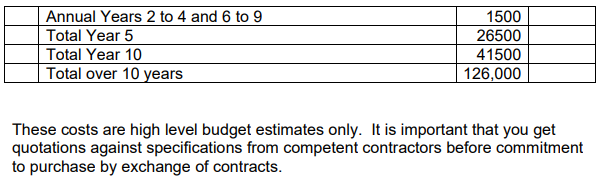 Annual Years 2 to 4 and 6 to 9 1500
Total Year 5 26500
Total Year 10 41500
Total over 10 years 126,000
These costs are high level budget estimates only.  It is important that you get
quotations against specifications from competent contractors before commitment
to purchase by exchange of contracts.